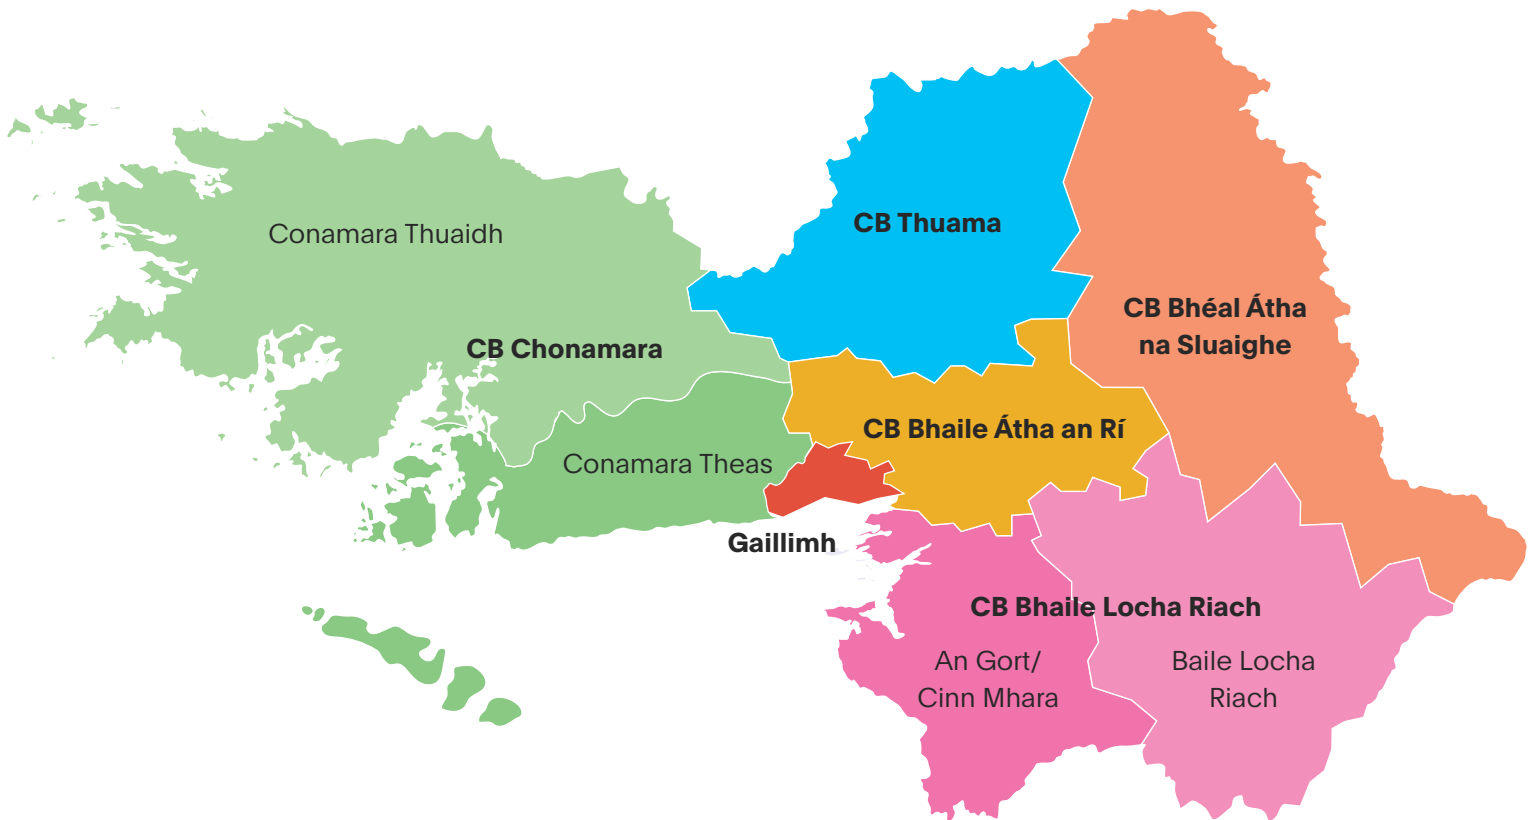 Conamara Thuaidh
CB Thuama
CB Bhéal Átha
na Sluaighe
CB Chonamara
CB Bhaile Átha an Rí
Conamara Theas
Gaillimh
CB Bhaile Locha Riach
An Gort/
Cinn Mhara
Baile Locha
Riach